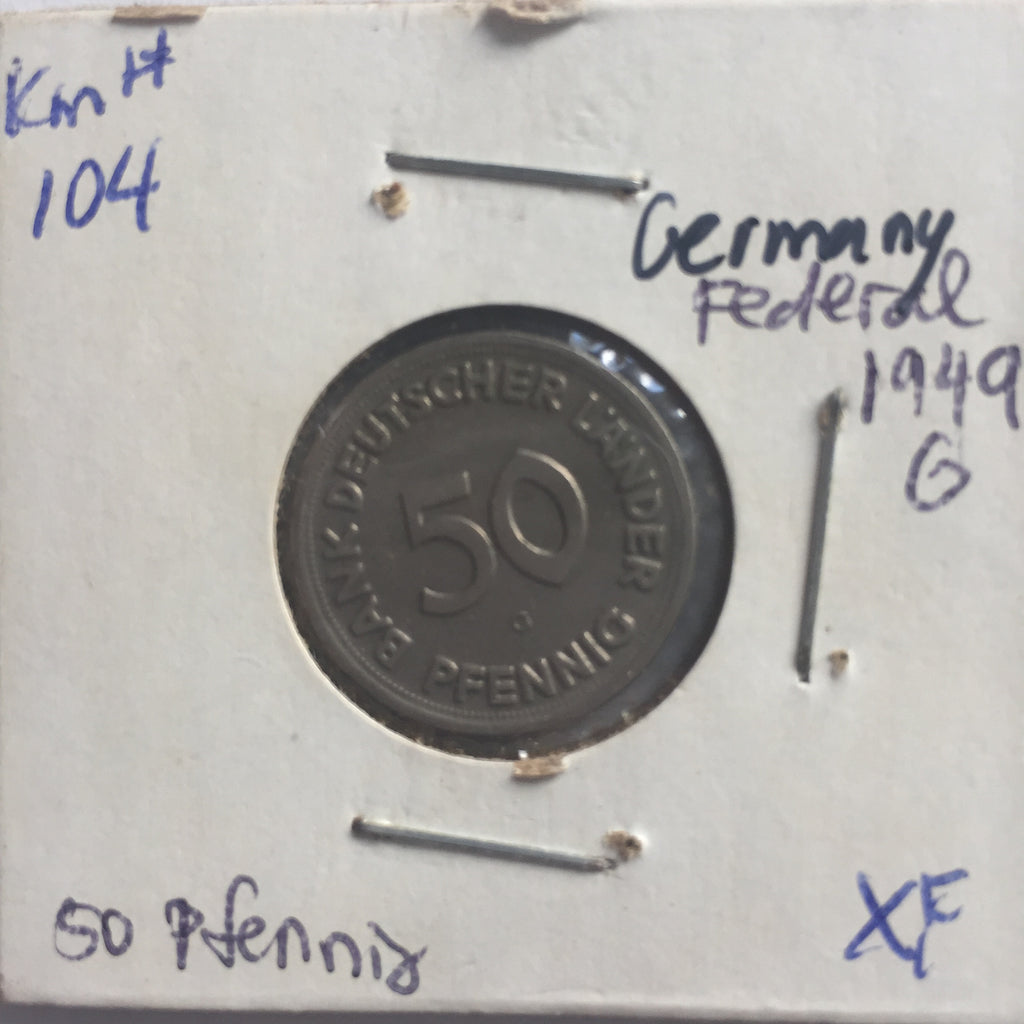 Km #
104
Germany
Federal
1949
G
BANK DEUTSCHER LÄNDER
50
G
PFENNIG
50 Pfennig
XF